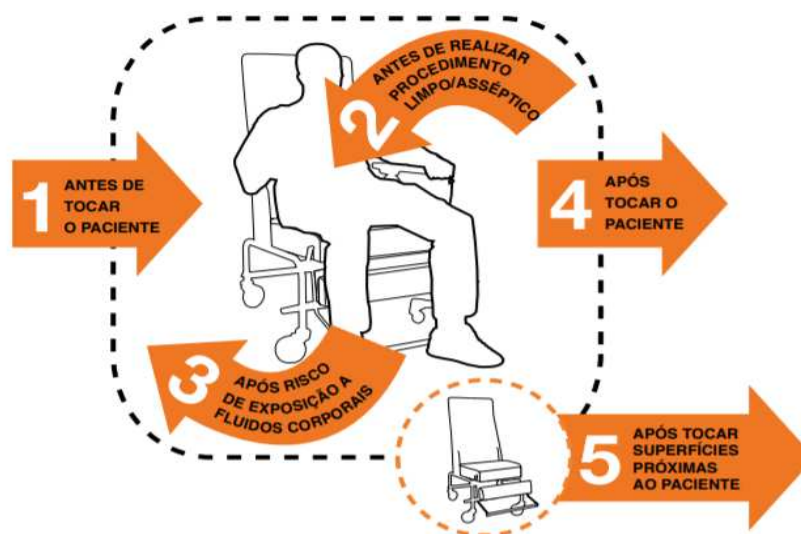 1 ANTES DE
TOCAR
O PACIENTE
2 ANTES DE REALIZAR
PROCEDIMENTO
LIMPO/ASSÉPTICO
3 APÓS RISCO
DE EXPOSIÇÃO A
FLUIDOS CORPORAIS
4 APÓS
TOCAR O
PACIENTE
5 APÓS TOCAR
SUPERFÍCIES
PRÓXIMAS
AO PACIENTE